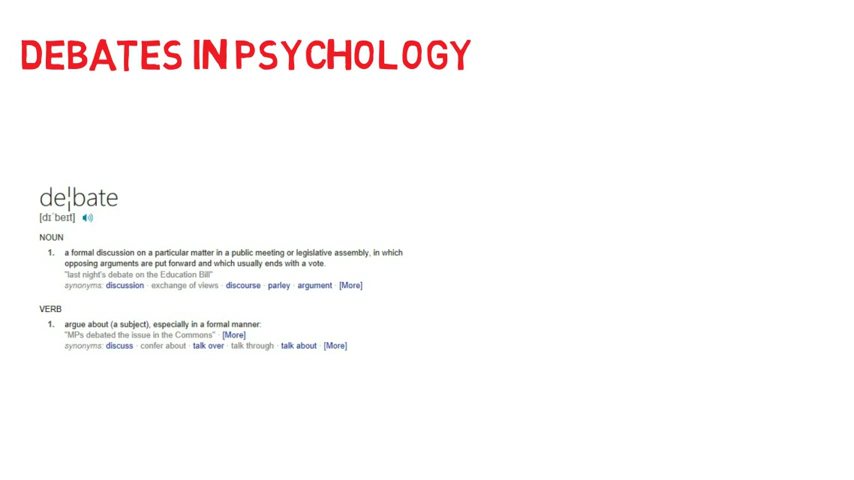 DEBATES IN PSYCHOLOGY
de¦bate
[dɪˈbeɪt]
NOUN
1. a formal discussion on a particular matter in a public meeting or legislative assembly, in which
opposing arguments are put forward and which usually ends with a vote.
"last night's debate on the Education Bill"
synonyms: discussion · exchange of views · discourse · parley · argument · [More]
VERB
1. argue about (a subject), especially in a formal manner:
"MPs debated the issue in the Commons" · [More]
synonyms: discuss · confer about · talk over · talk through · talk about · [More]